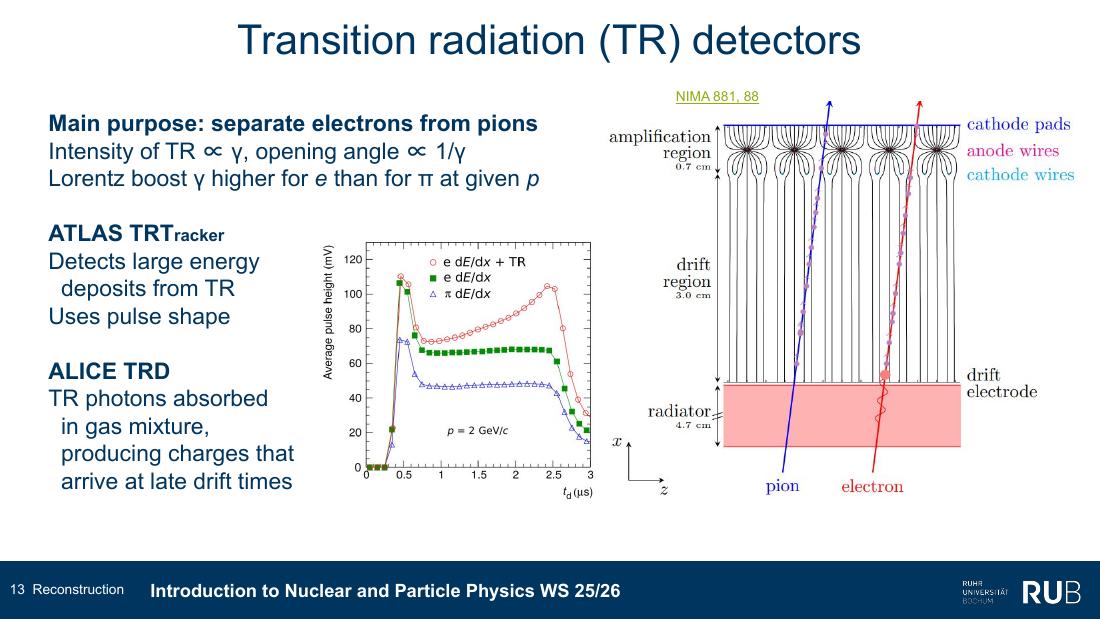 Transition radiation (TR) detectors
NIMA 881, 88
Main purpose: separate electrons from pions
Intensity of TR ∝ γ, opening angle ∝ 1/γ
Lorentz boost γ higher for e than for π at given p
ATLAS TRTracker
Detects large energy
deposits from TR
Uses pulse shape
ALICE TRD
TR photons absorbed
in gas mixture,
producing charges that
arrive at late drift times
Average pulse height (mV)
120
100
80
60
40
20
0
e dE/dx + TR
e dE/dx
π dE/dx
p = 2 GeV/c
0 0.5 1 1.5 2 2.5 3
td (μs)
amplification
region
0.7 cm
cathode pads
anode wires
cathode wires
drift
region
3.0 cm
drift
electrode
radiator
4.7 cm
x
z
pion
electron
13 Reconstruction
Introduction to Nuclear and Particle Physics WS 25/26
RUHR
UNIVERSITÄT
BOCHUM
RUB